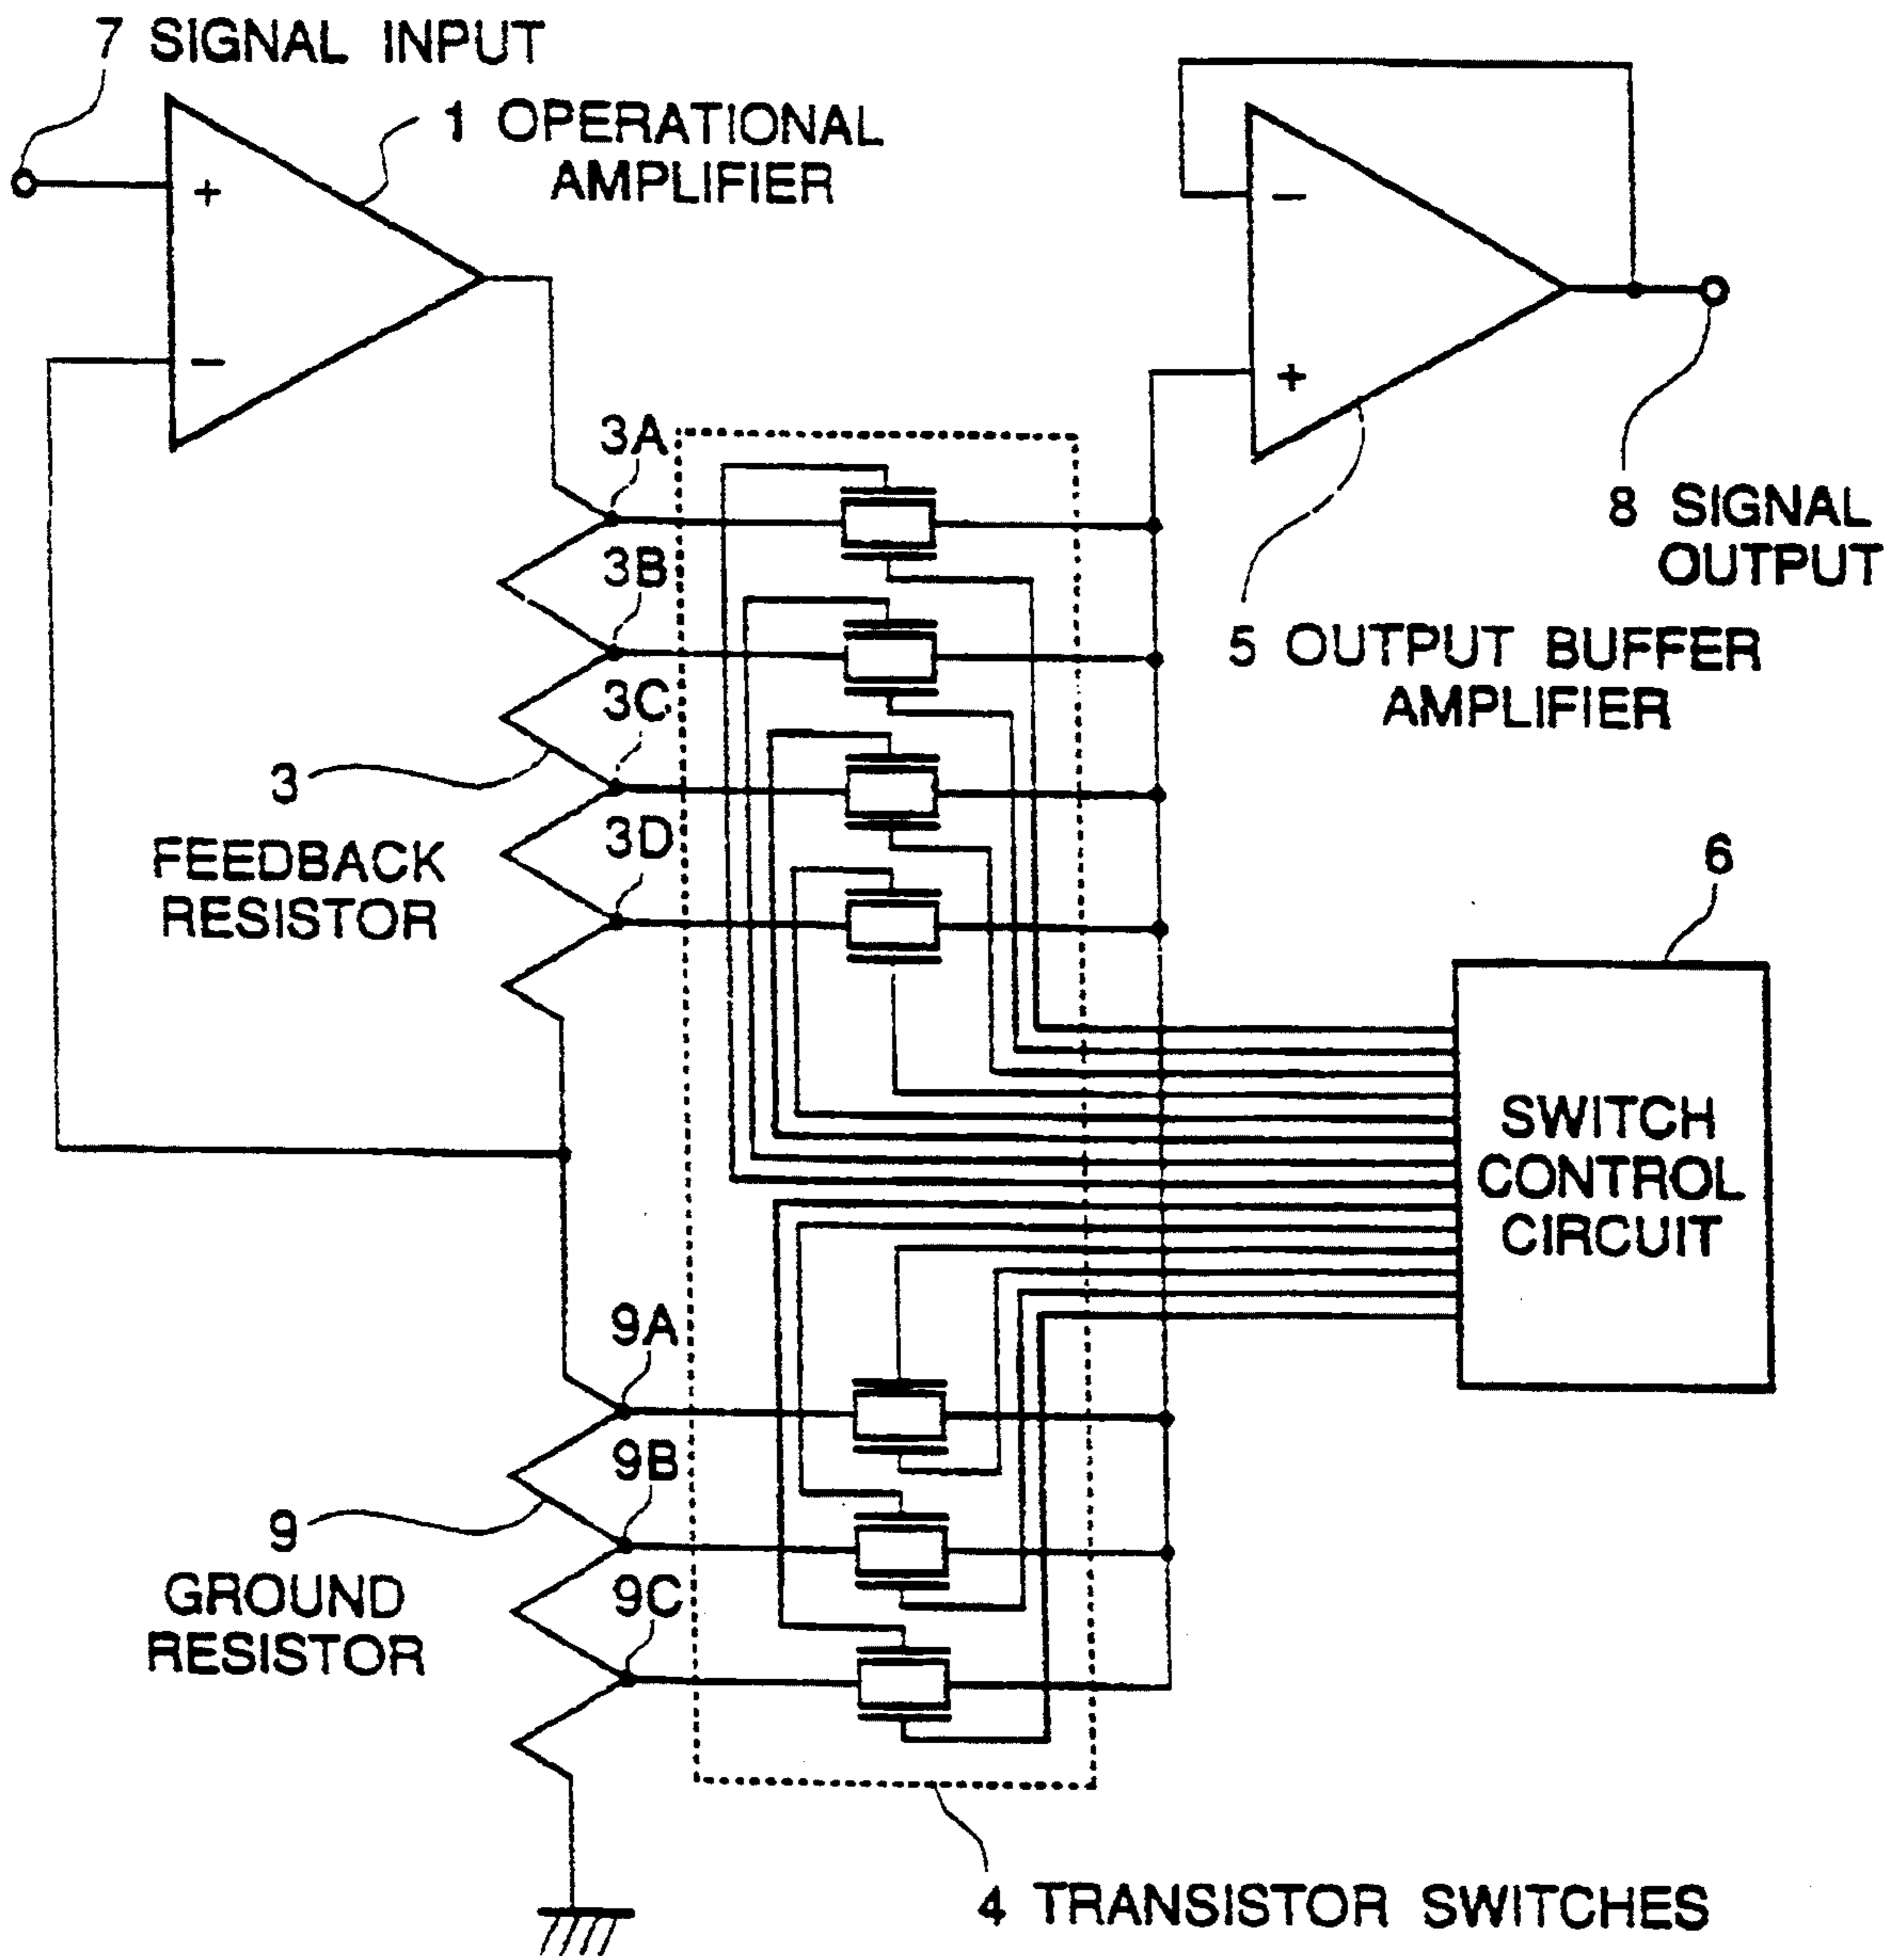 7 SIGNAL INPUT
1 OPERATIONAL
AMPLIFIER
+
−
−
+
3A
8 SIGNAL
OUTPUT
3B
5 OUTPUT BUFFER
AMPLIFIER
3C
3
FEEDBACK
RESISTOR
3D
6
SWITCH
CONTROL
CIRCUIT
9A
9B
9
GROUND
RESISTOR
9C
4 TRANSISTOR SWITCHES